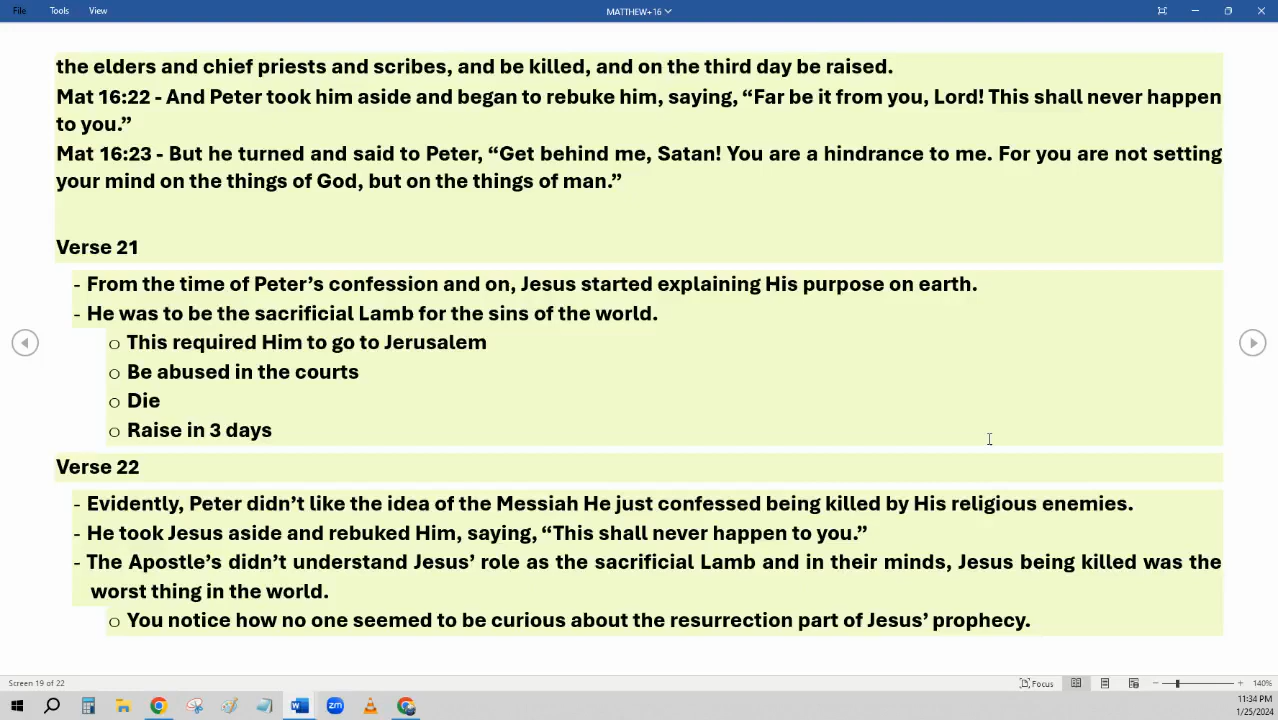 File Tools View MATTHEW+16
the elders and chief priests and scribes, and be killed, and on the third day be raised.
Mat 16:22 - And Peter took him aside and began to rebuke him, saying, “Far be it from you, Lord! This shall never happen
to you.”
Mat 16:23 - But he turned and said to Peter, “Get behind me, Satan! You are a hindrance to me. For you are not setting
your mind on the things of God, but on the things of man.”
Verse 21
- From the time of Peter’s confession and on, Jesus started explaining His purpose on earth.
- He was to be the sacrificial Lamb for the sins of the world.
o This required Him to go to Jerusalem
o Be abused in the courts
o Die
o Raise in 3 days
Verse 22
- Evidently, Peter didn’t like the idea of the Messiah He just confessed being killed by His religious enemies.
- He took Jesus aside and rebuked Him, saying, “This shall never happen to you.”
- The Apostle’s didn’t understand Jesus’ role as the sacrificial Lamb and in their minds, Jesus being killed was the
worst thing in the world.
o You notice how no one seemed to be curious about the resurrection part of Jesus’ prophecy.
Screen 19 of 22 Focus 140%
zm
11:34 PM
1/25/2024